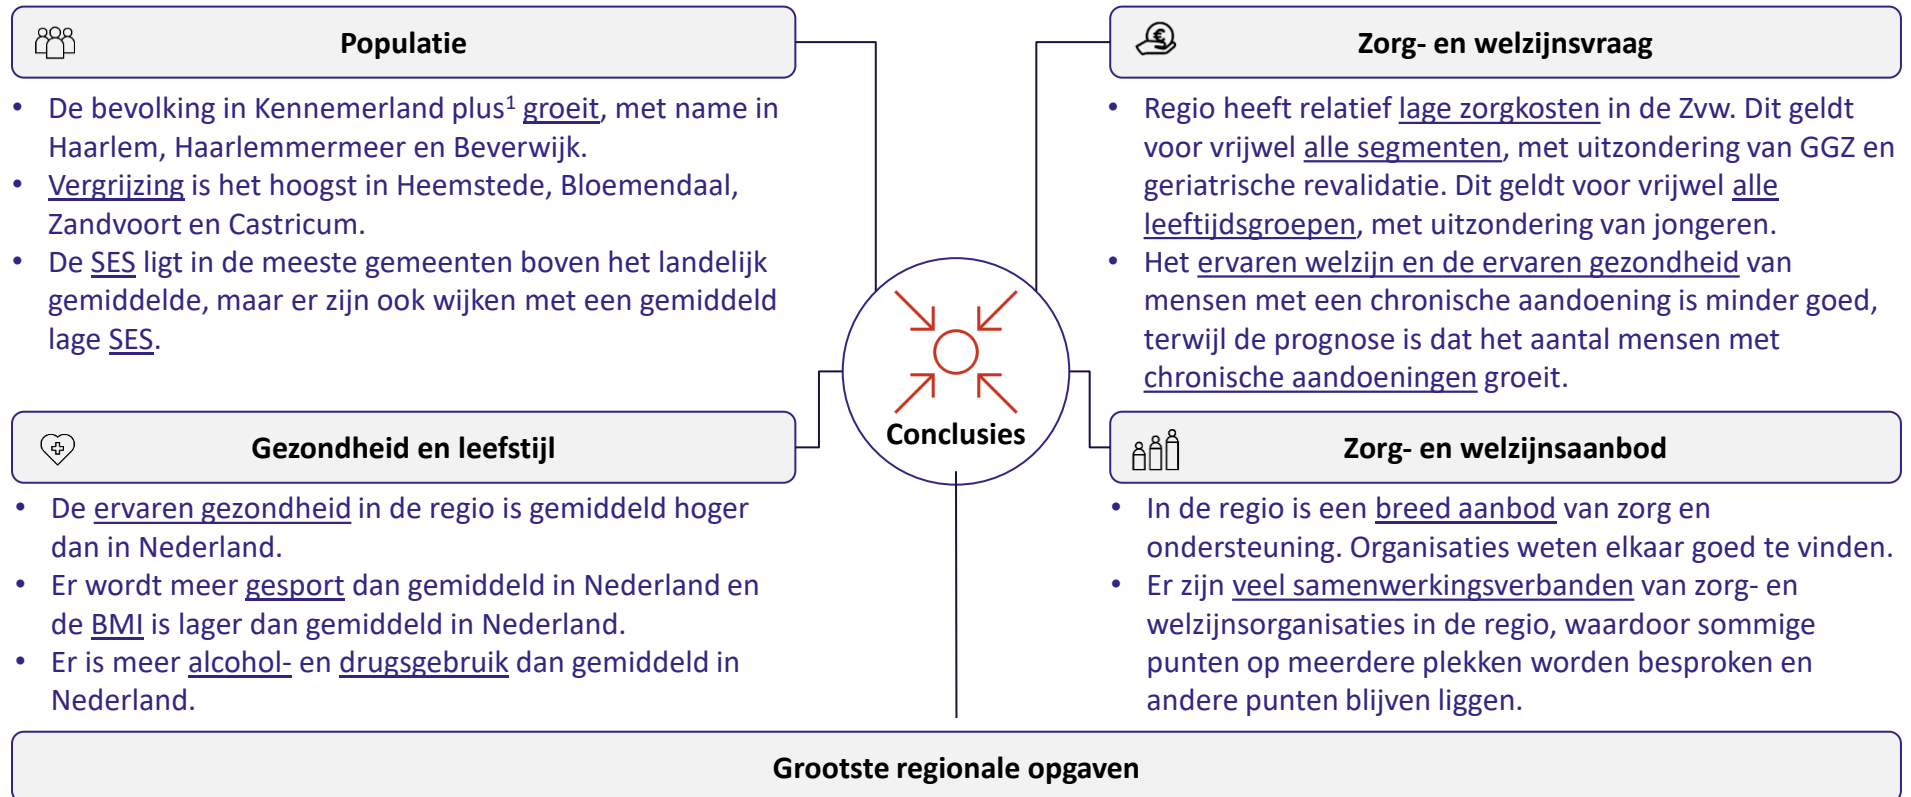 Populatie
• De bevolking in Kennemerland plus¹ groeit, met name in
Haarlem, Haarlemmermeer en Beverwijk.
• Vergrijzing is het hoogst in Heemstede, Bloemendaal,
Zandvoort en Castricum.
• De SES ligt in de meeste gemeenten boven het landelijk
gemiddelde, maar er zijn ook wijken met een gemiddeld
lage SES.
Gezondheid en leefstijl
• De ervaren gezondheid in de regio is gemiddeld hoger
dan in Nederland.
• Er wordt meer gesport dan gemiddeld in Nederland en
de BMI is lager dan gemiddeld in Nederland.
• Er is meer alcohol- en drugsgebruik dan gemiddeld in
Nederland.
Conclusies
Zorg- en welzijnsvraag
• Regio heeft relatief lage zorgkosten in de Zvw. Dit geldt
voor vrijwel alle segmenten, met uitzondering van GGZ en
geriatrische revalidatie. Dit geldt voor vrijwel alle
leeftijdsgroepen, met uitzondering van jongeren.
• Het ervaren welzijn en de ervaren gezondheid van
mensen met een chronische aandoening is minder goed,
terwijl de prognose is dat het aantal mensen met
chronische aandoeningen groeit.
Zorg- en welzijnsaanbod
• In de regio is een breed aanbod van zorg en
ondersteuning. Organisaties weten elkaar goed te vinden.
• Er zijn veel samenwerkingsverbanden van zorg- en
welzijnsorganisaties in de regio, waardoor sommige
punten op meerdere plekken worden besproken en
andere punten blijven liggen.
Grootste regionale opgaven